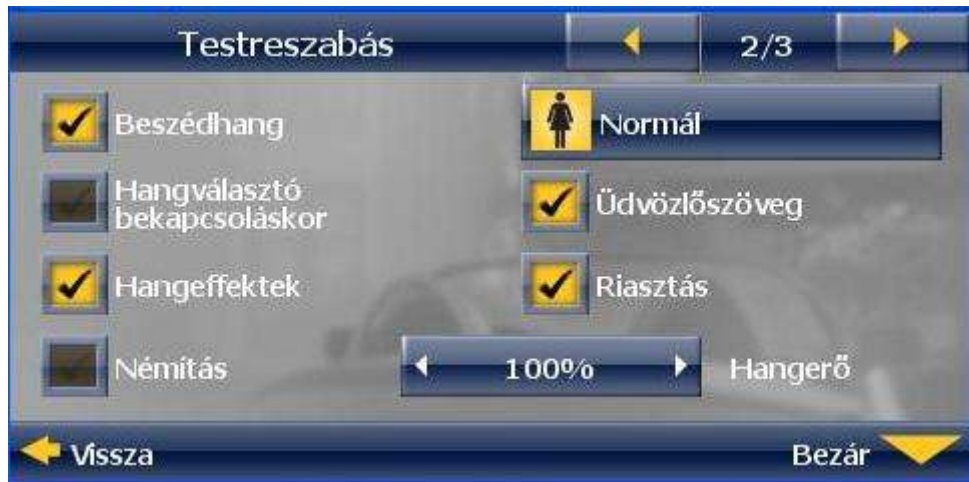 Testreszabás
2/3
Beszédhang
Normál
Hangválasztó
bekapcsoláskor
Üdvözlőszöveg
Hangeffektek
Riasztás
Némítás
100%
Hangerő
Vissza
Bezár